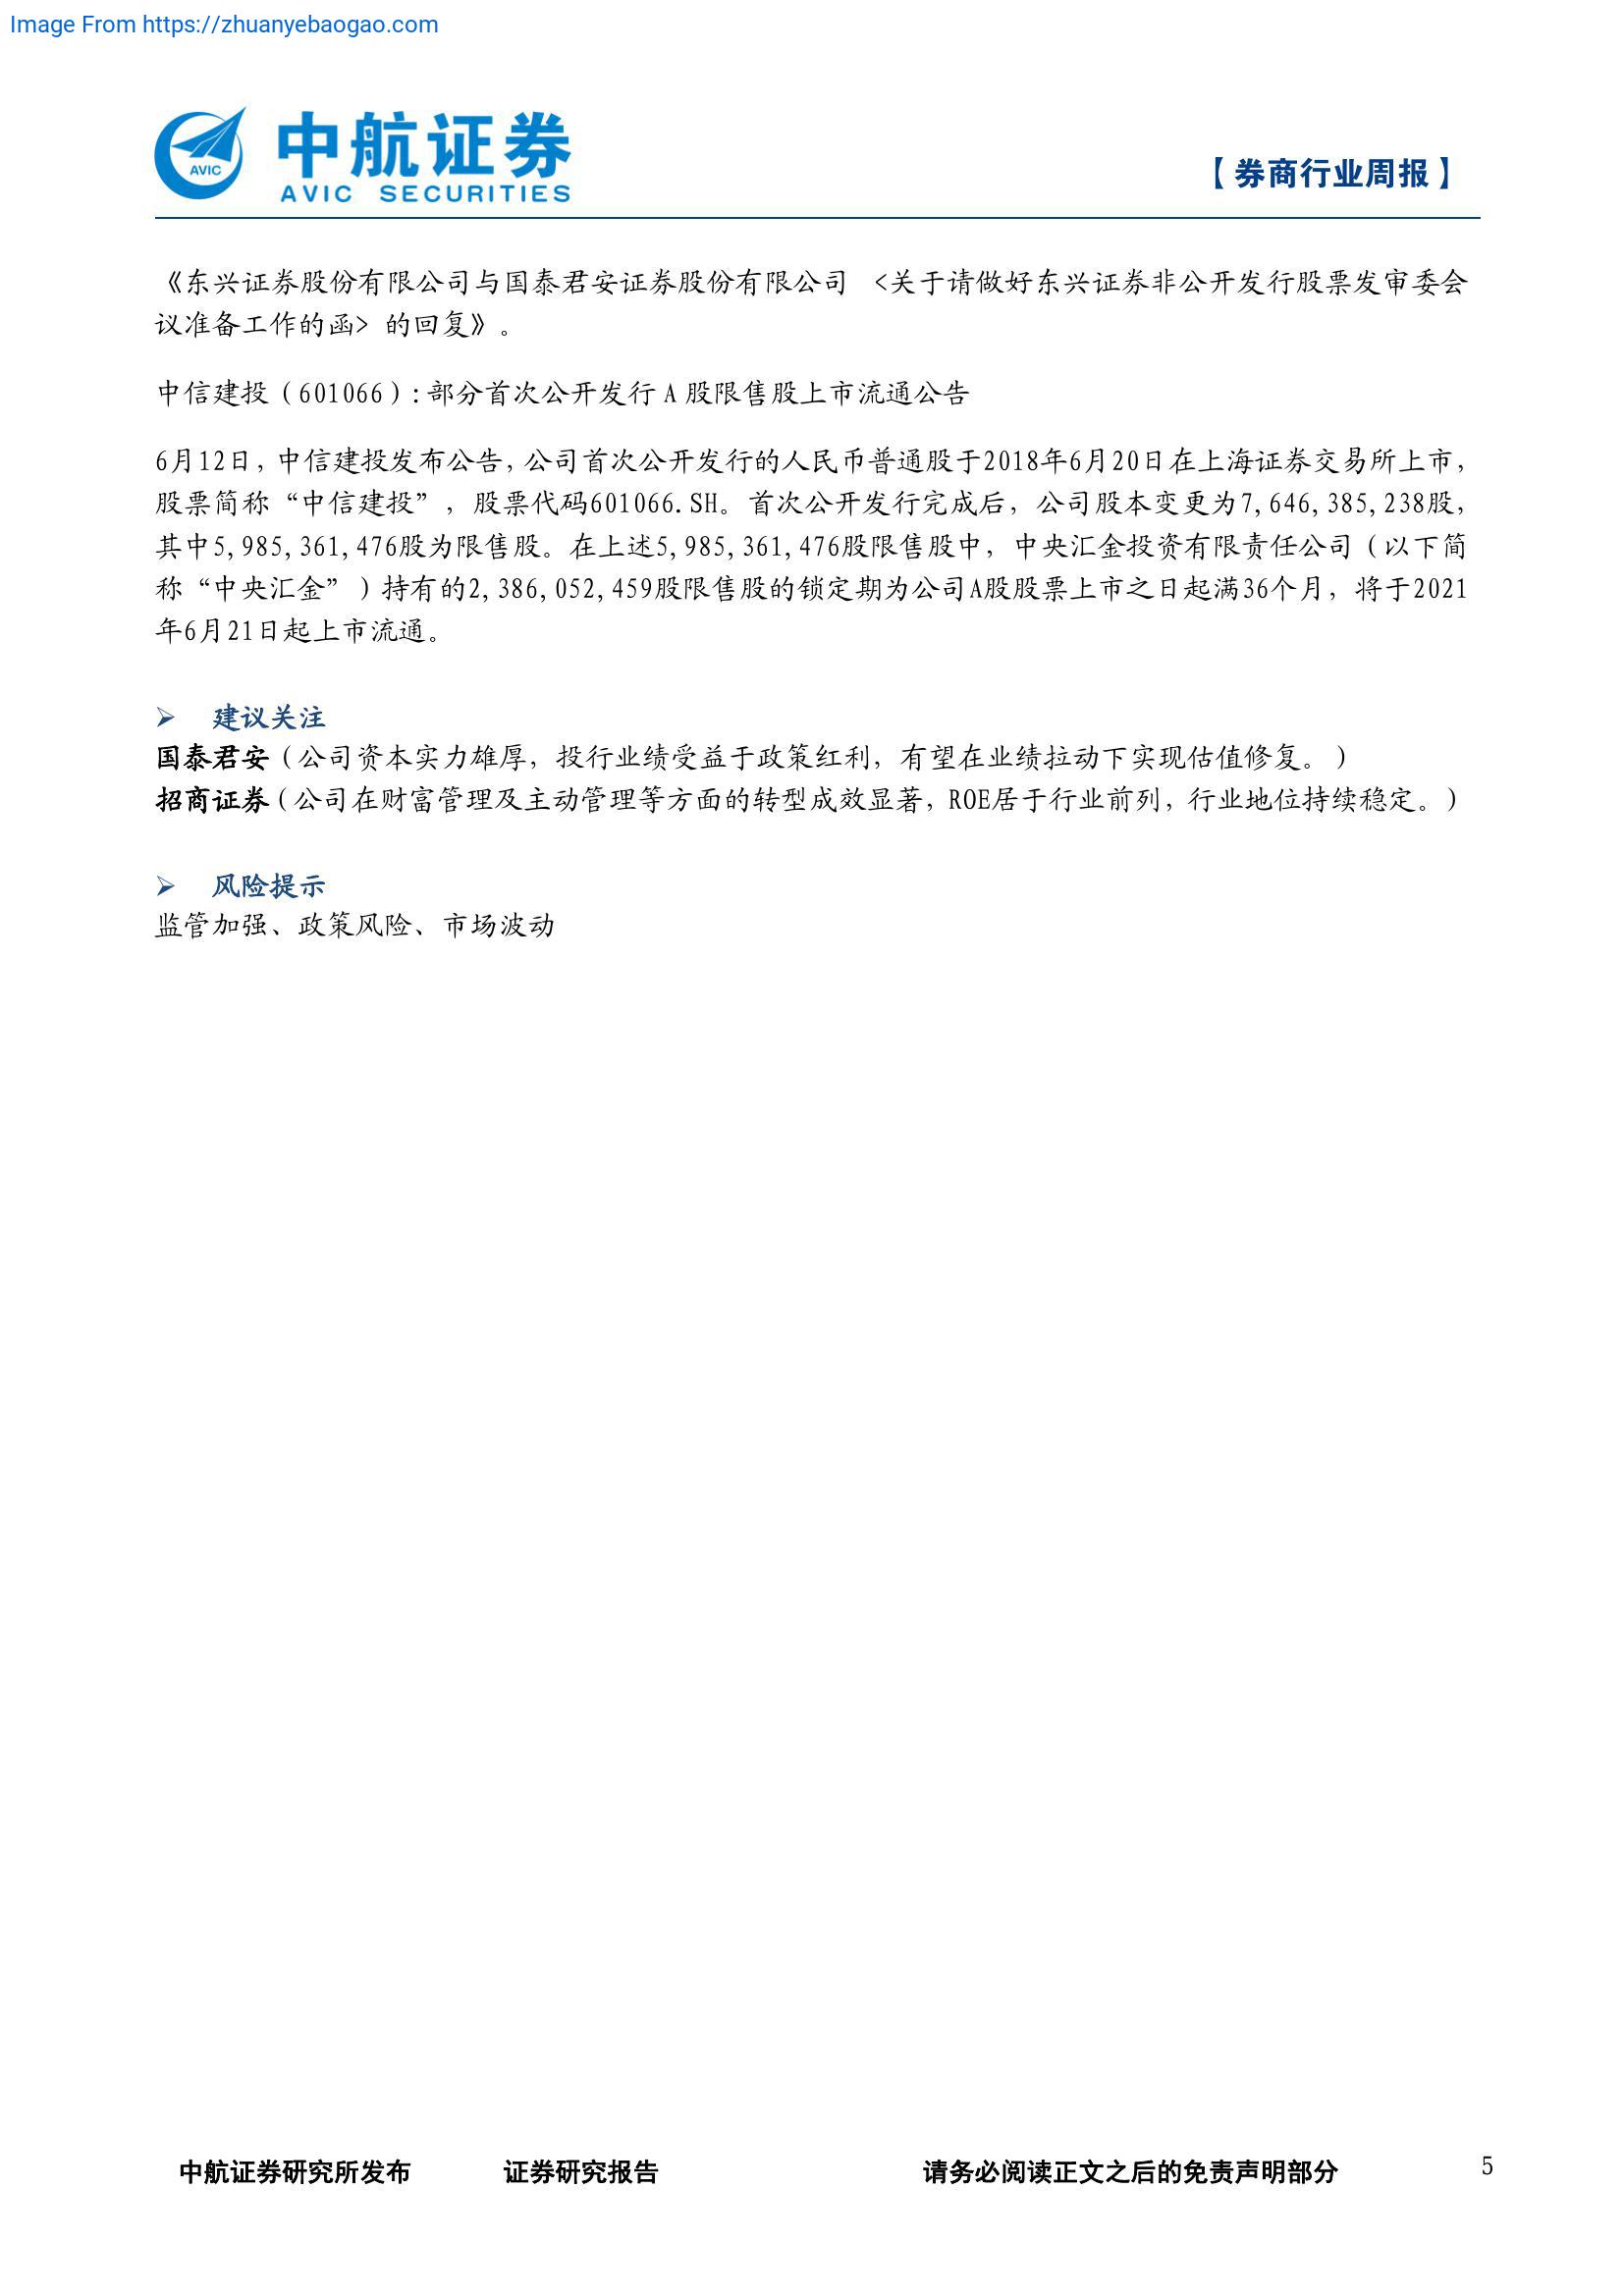 Image From https://zhuanyebaogao.com
AVIC
中航证券
AVIC SECURITIES
【券商行业周报】
《东兴证券股份有限公司与国泰君安证券股份有限公司 <关于请做好东兴证券非公开发行股票发审委会
议准备工作的函> 的回复》。
中信建投（601066）:部分首次公开发行 A 股限售股上市流通公告
6月12日, 中信建投发布公告, 公司首次公开发行的人民币普通股于2018年6月20日在上海证券交易所上市，
股票简称“中信建投”，股票代码601066.SH。首次公开发行完成后，公司股本变更为7,646,385,238股，
其中5,985,361,476股为限售股。在上述5,985,361,476股限售股中，中央汇金投资有限责任公司（以下简
称“中央汇金”）持有的2,386,052,459股限售股的锁定期为公司A股股票上市之日起满36个月，将于2021
年6月21日起上市流通。
➢ 建议关注
国泰君安（公司资本实力雄厚，投行业绩受益于政策红利，有望在业绩拉动下实现估值修复。）
招商证券（公司在财富管理及主动管理等方面的转型成效显著，ROE居于行业前列，行业地位持续稳定。）
➢ 风险提示
监管加强、政策风险、市场波动
中航证券研究所发布 证券研究报告 请务必阅读正文之后的免责声明部分 5